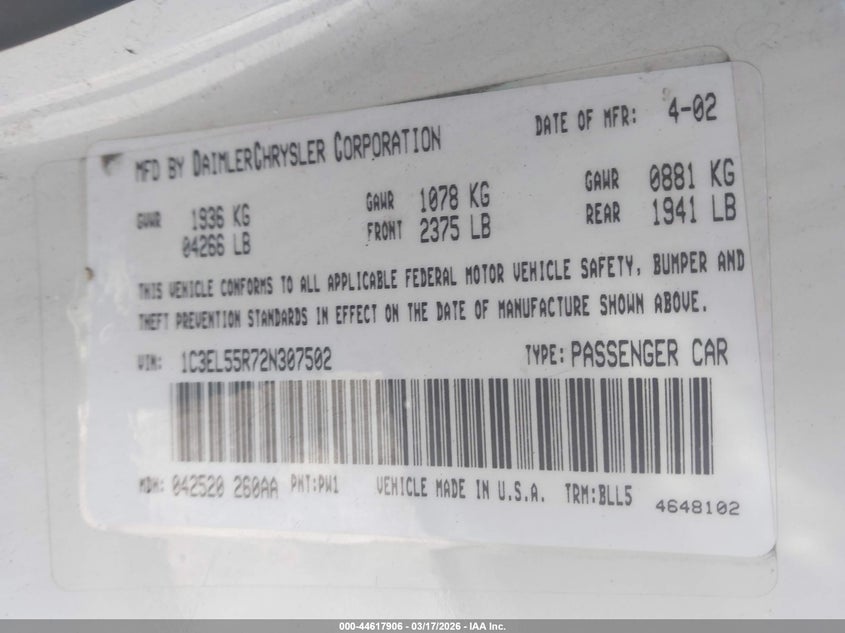 MFD BY DAIMLERCHRYSLER CORPORATION DATE OF MFR: 4-02
GVWR 1936 KG GAWR 1078 KG GAWR 0881 KG
04266 LB FRONT 2375 LB REAR 1941 LB
THIS VEHICLE CONFORMS TO ALL APPLICABLE FEDERAL MOTOR VEHICLE SAFETY, BUMPER AND
THEFT PREVENTION STANDARDS IN EFFECT ON THE DATE OF MANUFACTURE SHOWN ABOVE.
VIN: 1C3EL55R72N307502 TYPE: PASSENGER CAR
MDH: 042520 260AA PNT:PW1 VEHICLE MADE IN U.S.A. TRM:BLL5
4648102
000-44617906 - 03/17/2026 - IAA Inc.